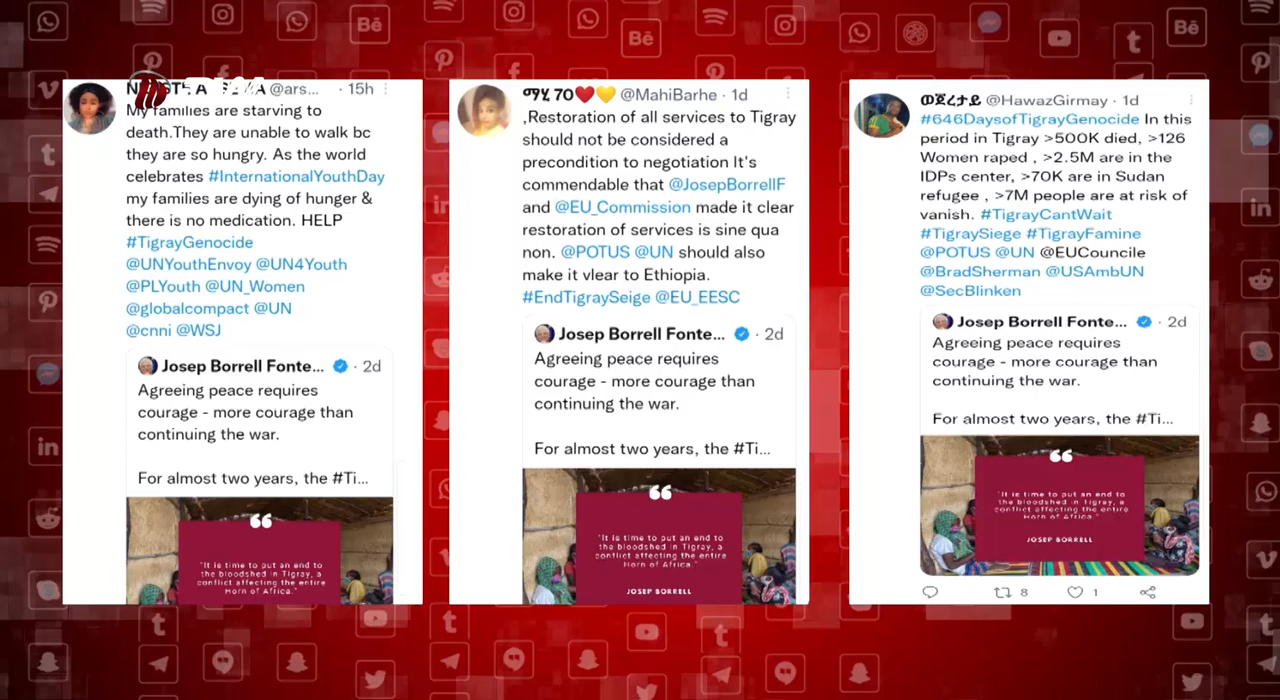 @ars... · 15h
My families are starving to
death.They are unable to walk bc
they are so hungry. As the world
celebrates #InternationalYouthDay
my families are dying of hunger &
there is no medication. HELP
#TigrayGenocide
@UNYouthEnvoy @UN4Youth
@PLYouth @UN_Women
@globalcompact @UN
@cnni @WSJ
Josep Borrell Fonte... · 2d
Agreeing peace requires
courage - more courage than
continuing the war.
For almost two years, the #Ti...
"It is time to put an end to
the bloodshed in Tigray, a
conflict affecting the entire
Horn of Africa."
ማሂ 70❤️💛 @MahiBarhe · 1d
,Restoration of all services to Tigray
should not be considered a
precondition to negotiation It's
commendable that @JosepBorrellF
and @EU_Commission made it clear
restoration of services is sine qua
non. @POTUS @UN should also
make it vlear to Ethiopia.
#EndTigraySeige @EU_EESC
Josep Borrell Fonte... · 2d
Agreeing peace requires
courage - more courage than
continuing the war.
For almost two years, the #Ti...
"It is time to put an end to
the bloodshed in Tigray, a
conflict affecting the entire
Horn of Africa."
JOSEP BORRELL
ወጀረታይ @HawazGirmay · 1d
#646DaysofTigrayGenocide In this
period in Tigray >500K died, >126
Women raped , >2.5M are in the
IDPs center, >70K are in Sudan
refugee , >7M people are at risk of
vanish. #TigrayCantWait
#TigraySiege #TigrayFamine
@POTUS @UN @EUCouncile
@BradSherman @USAmbUN
@SecBlinken
Josep Borrell Fonte... · 2d
Agreeing peace requires
courage - more courage than
continuing the war.
For almost two years, the #Ti...
"It is time to put an end to
the bloodshed in Tigray, a
conflict affecting the entire
Horn of Africa."
JOSEP BORRELL
8 1